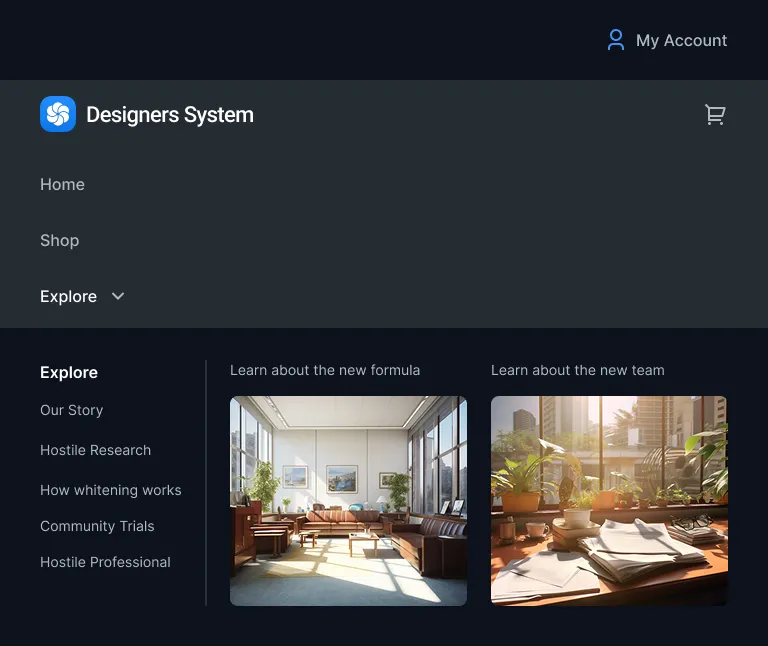 My Account
Designers System
Home
Shop
Explore
Explore
Our Story
Hostile Research
How whitening works
Community Trials
Hostile Professional
Learn about the new formula
Learn about the new team